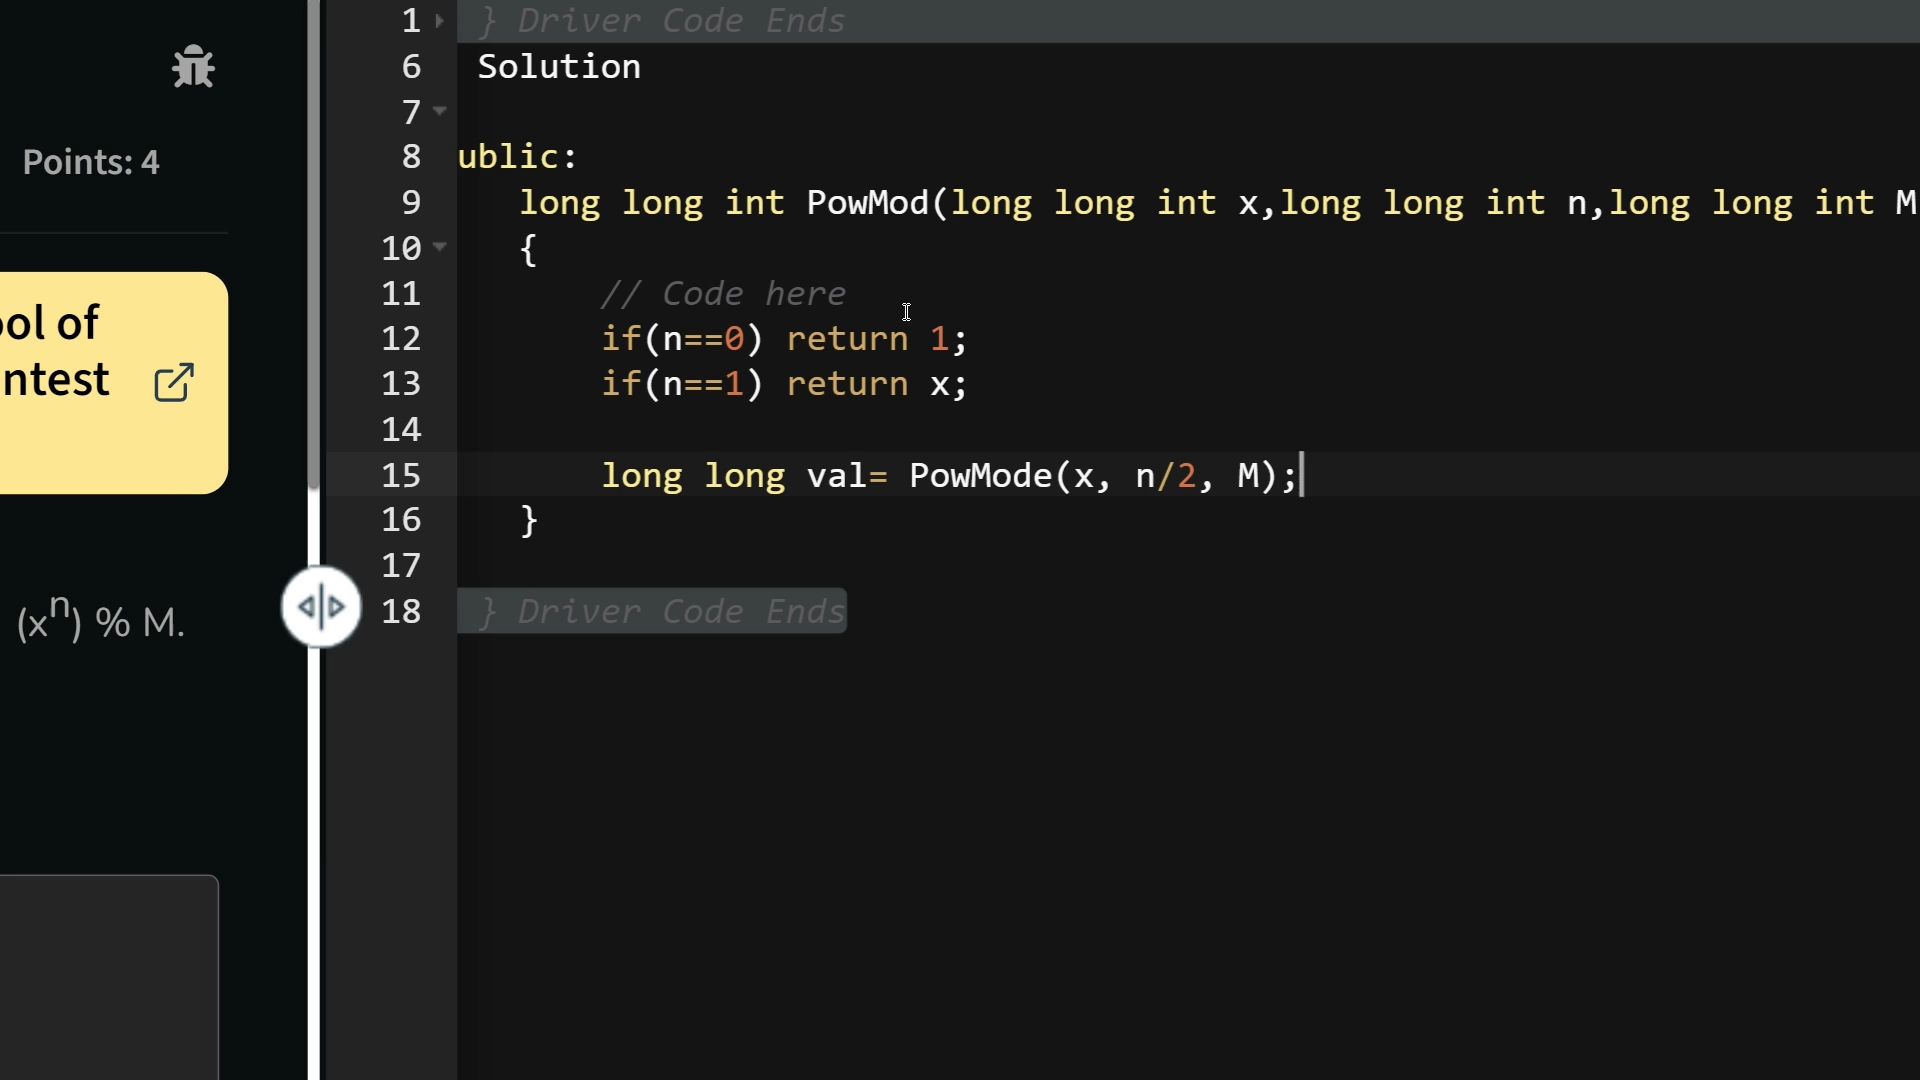 Points: 4
ool of
ntest
(xⁿ) % M.
1 } Driver Code Ends
6 Solution
7
8 ublic:
9 long long int PowMod(long long int x,long long int n,long long int M
10 {
11 // Code here
12 if(n==0) return 1;
13 if(n==1) return x;
14
15 long long val= PowMode(x, n/2, M);
16 }
17
18 } Driver Code Ends